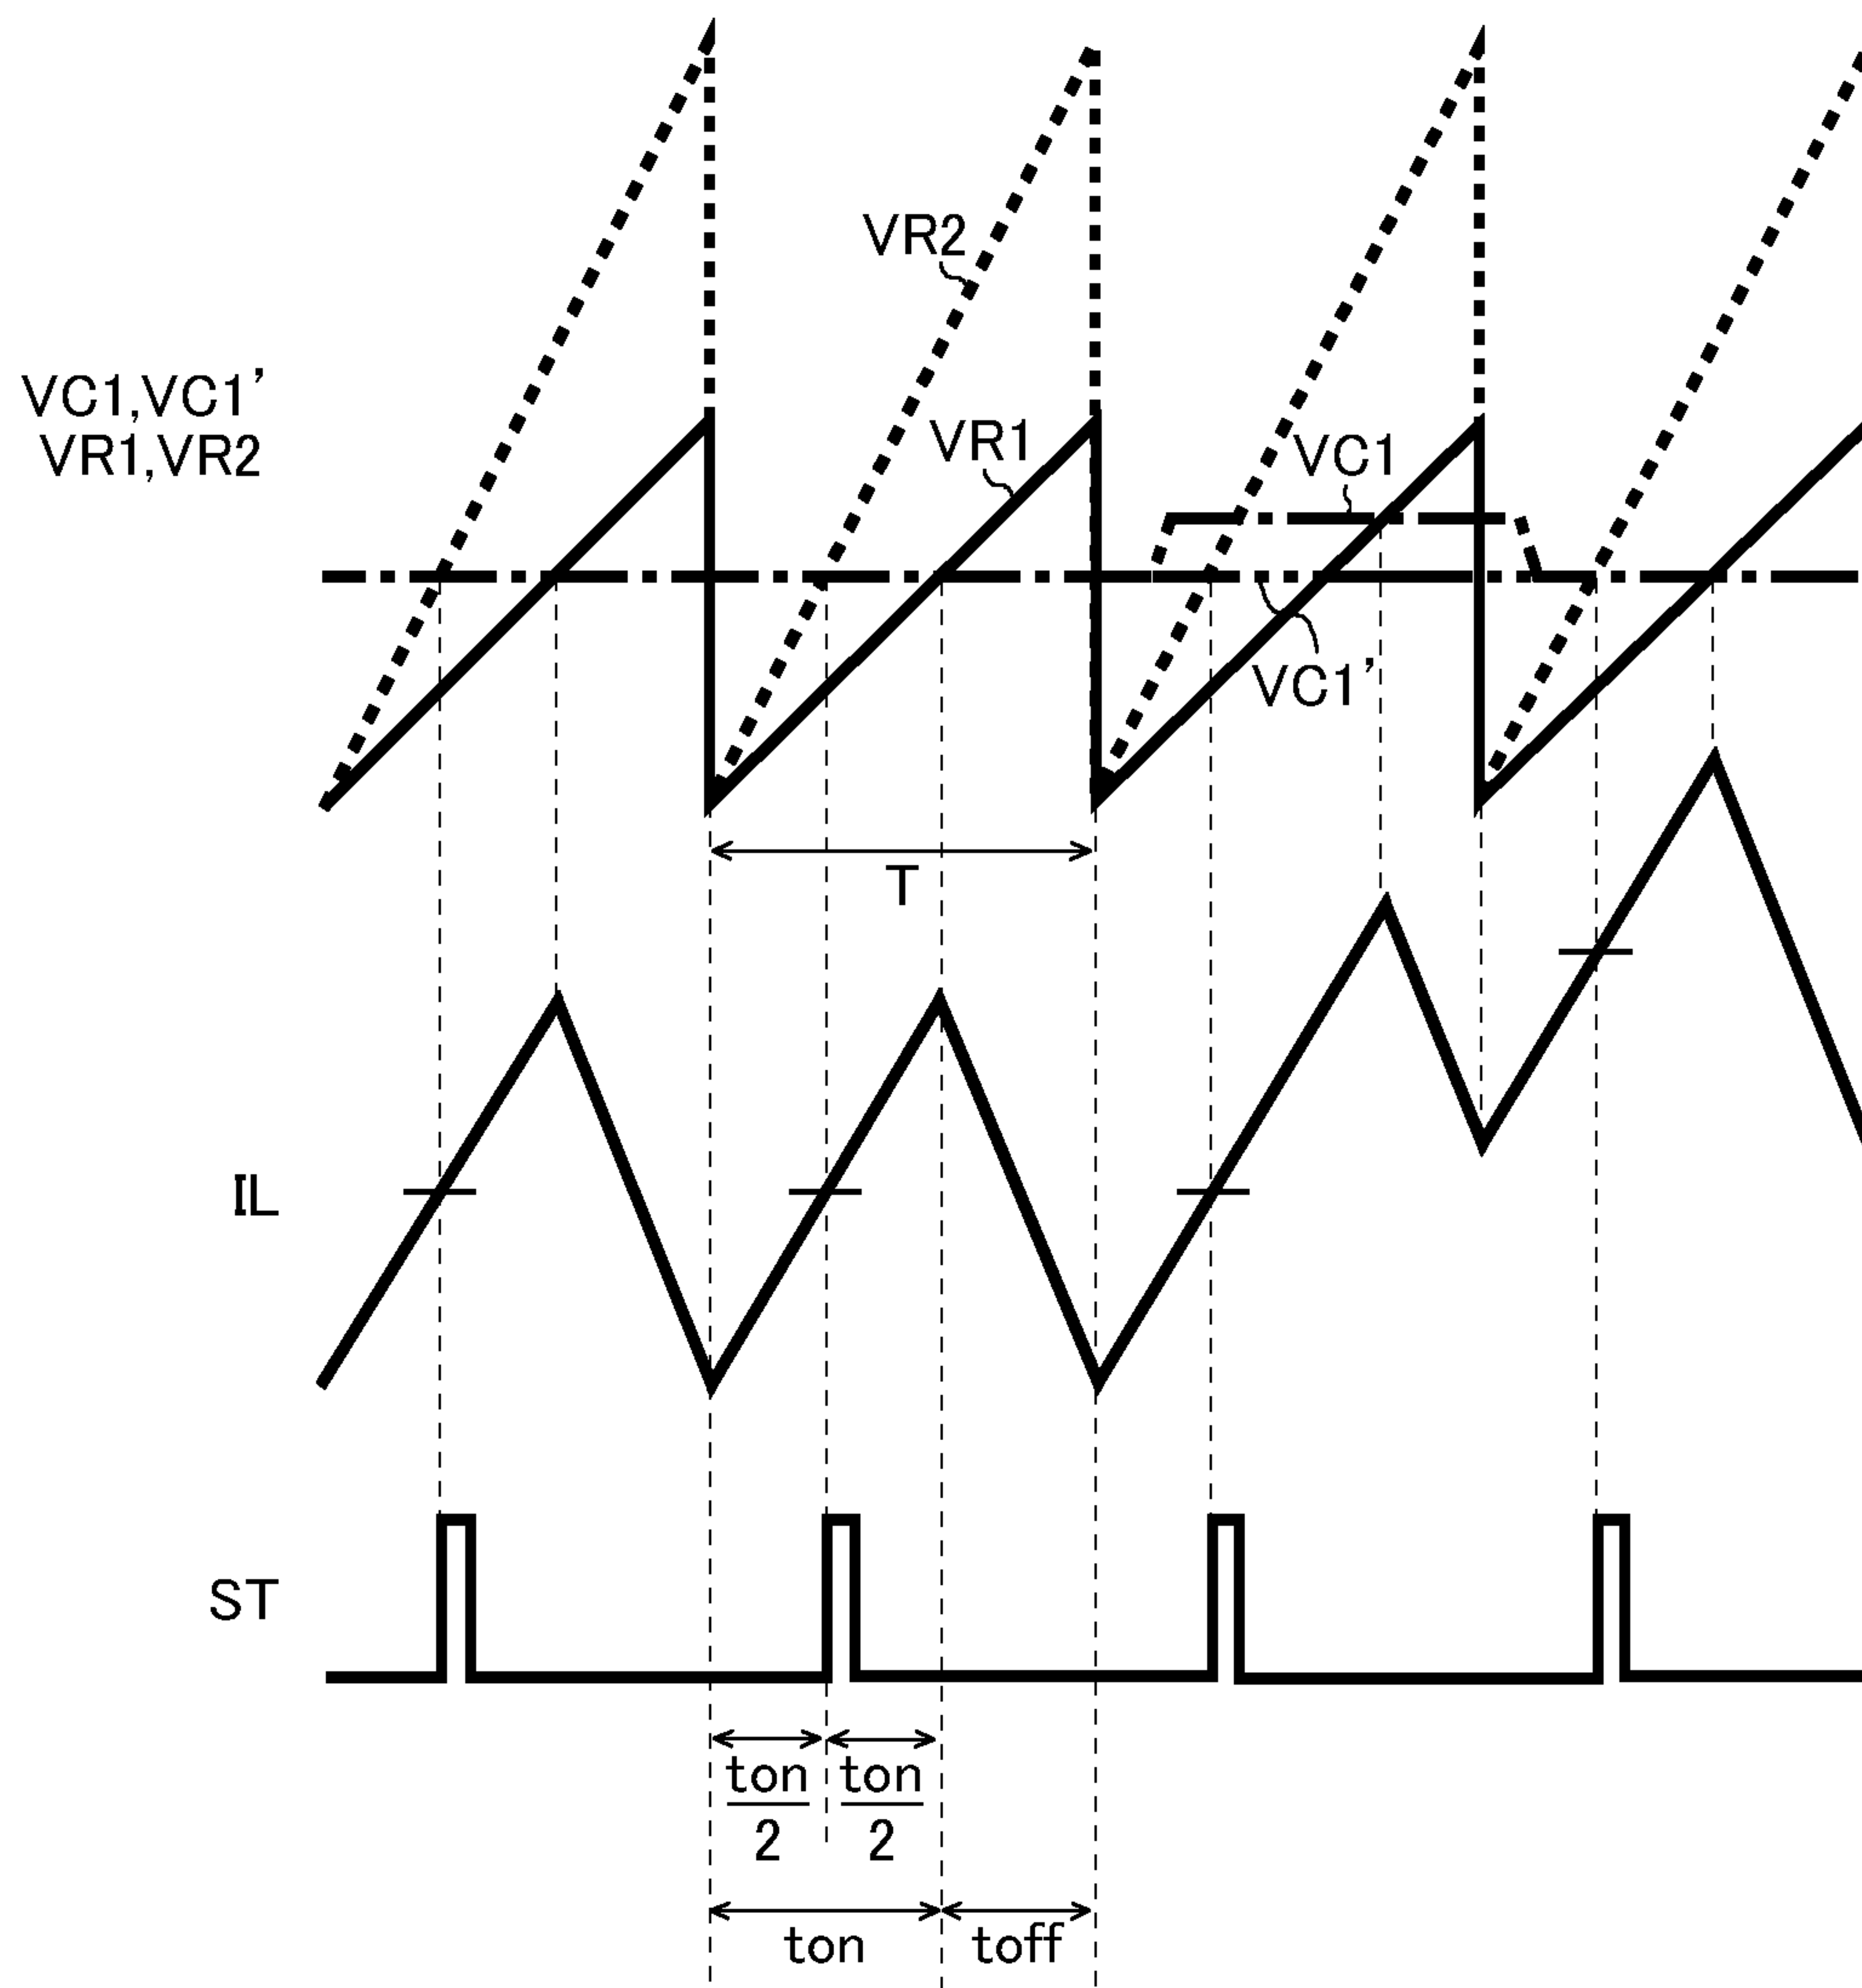 VR2
VC1,VC1'
VR1,VR2
VR1
VC1
VC1'
T
IL
ST
ton
2
ton
2
ton
toff